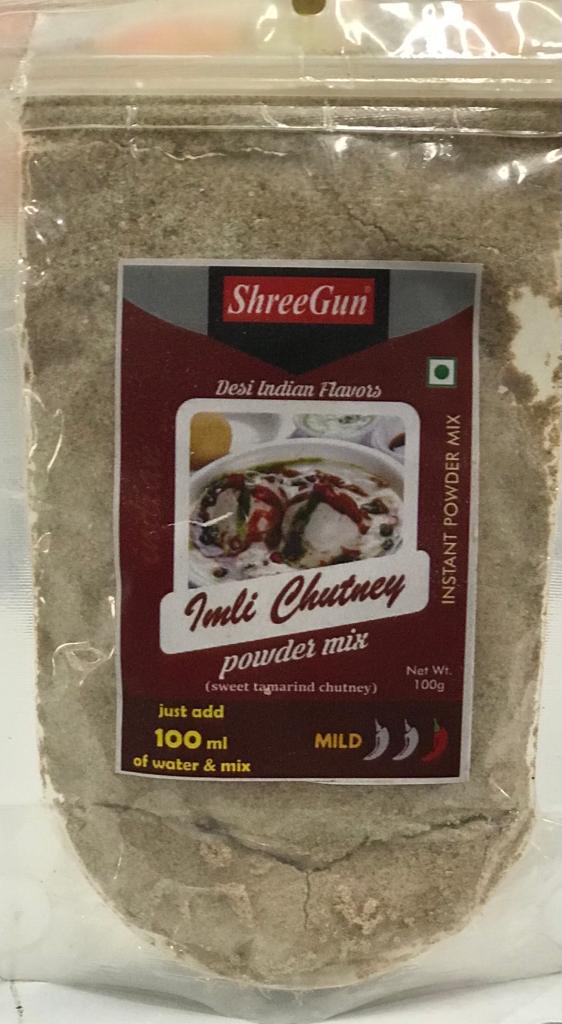 ShreeGun®
Desi Indian Flavors
INSTANT POWDER MIX
Imli Chutney
powder mix
(sweet tamarind chutney)
Net Wt.
100g
just add
100 ml
of water & mix
MILD